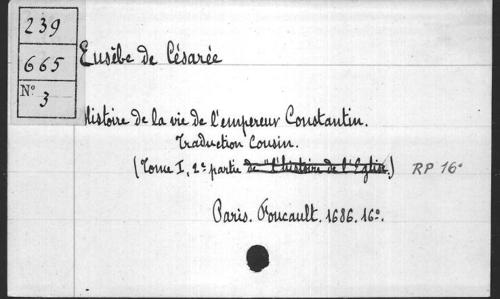 239
665
N° 3
Eusèbe de Césarée
Histoire de la vie de l'empereur Constantin.
Traduction Cousin.
(Tome I, 2e partie de "l'histoire de l'Eglise.) RP 16°
Paris. Foucault. 1686. 16°.